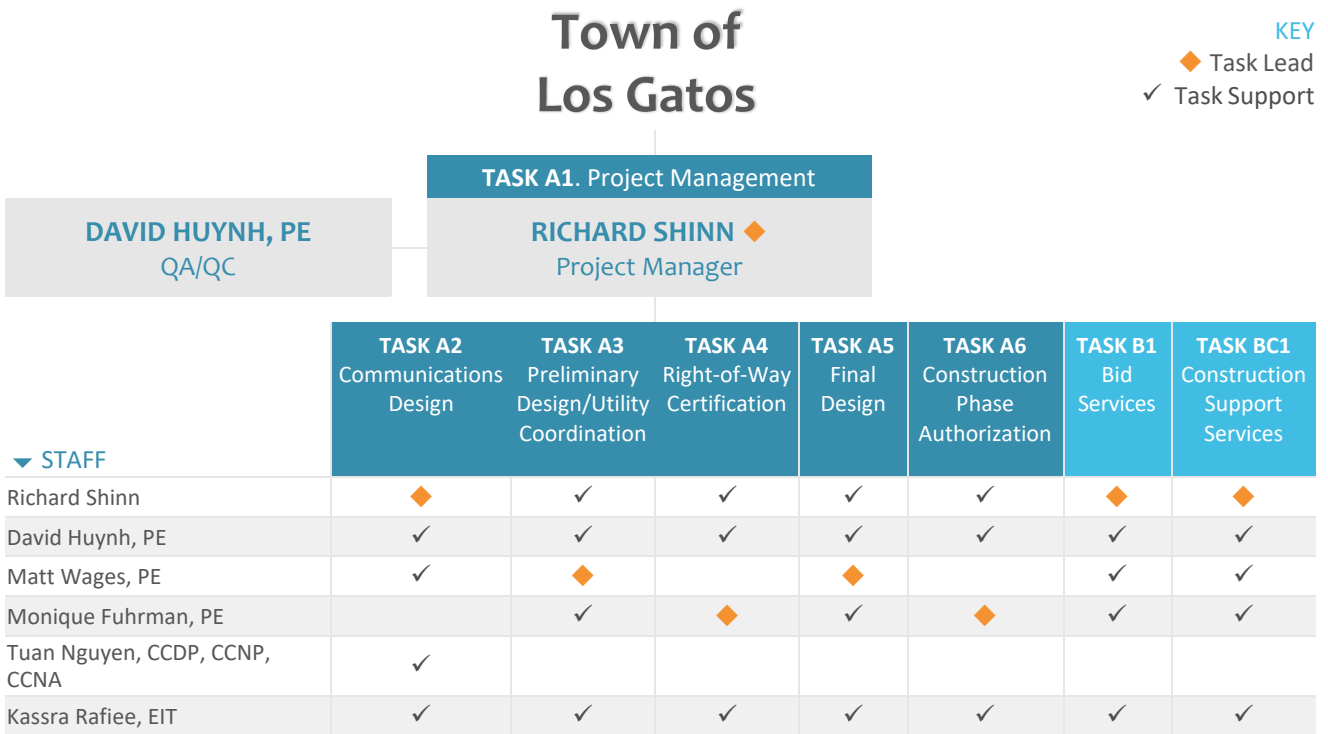 Town of
Los Gatos
KEY
◆ Task Lead
✓ Task Support
TASK A1. Project Management
DAVID HUYNH, PE
QA/QC
RICHARD SHINN ◆
Project Manager
TASK A2
Communications
Design
TASK A3
Preliminary
Design/Utility
Coordination
TASK A4
Right-of-Way
Certification
TASK A5
Final
Design
TASK A6
Construction
Phase
Authorization
TASK B1
Bid
Services
TASK BC1
Construction
Support
Services
STAFF
Richard Shinn ◆ ✓ ✓ ✓ ✓ ◆ ◆
David Huynh, PE ✓ ✓ ✓ ✓ ✓ ✓ ✓
Matt Wages, PE ✓ ◆ ◆ ✓ ✓
Monique Fuhrman, PE ✓ ◆ ✓ ◆ ✓ ✓
Tuan Nguyen, CCDP, CCNP,
CCNA ✓
Kassra Rafiee, EIT ✓ ✓ ✓ ✓ ✓ ✓ ✓